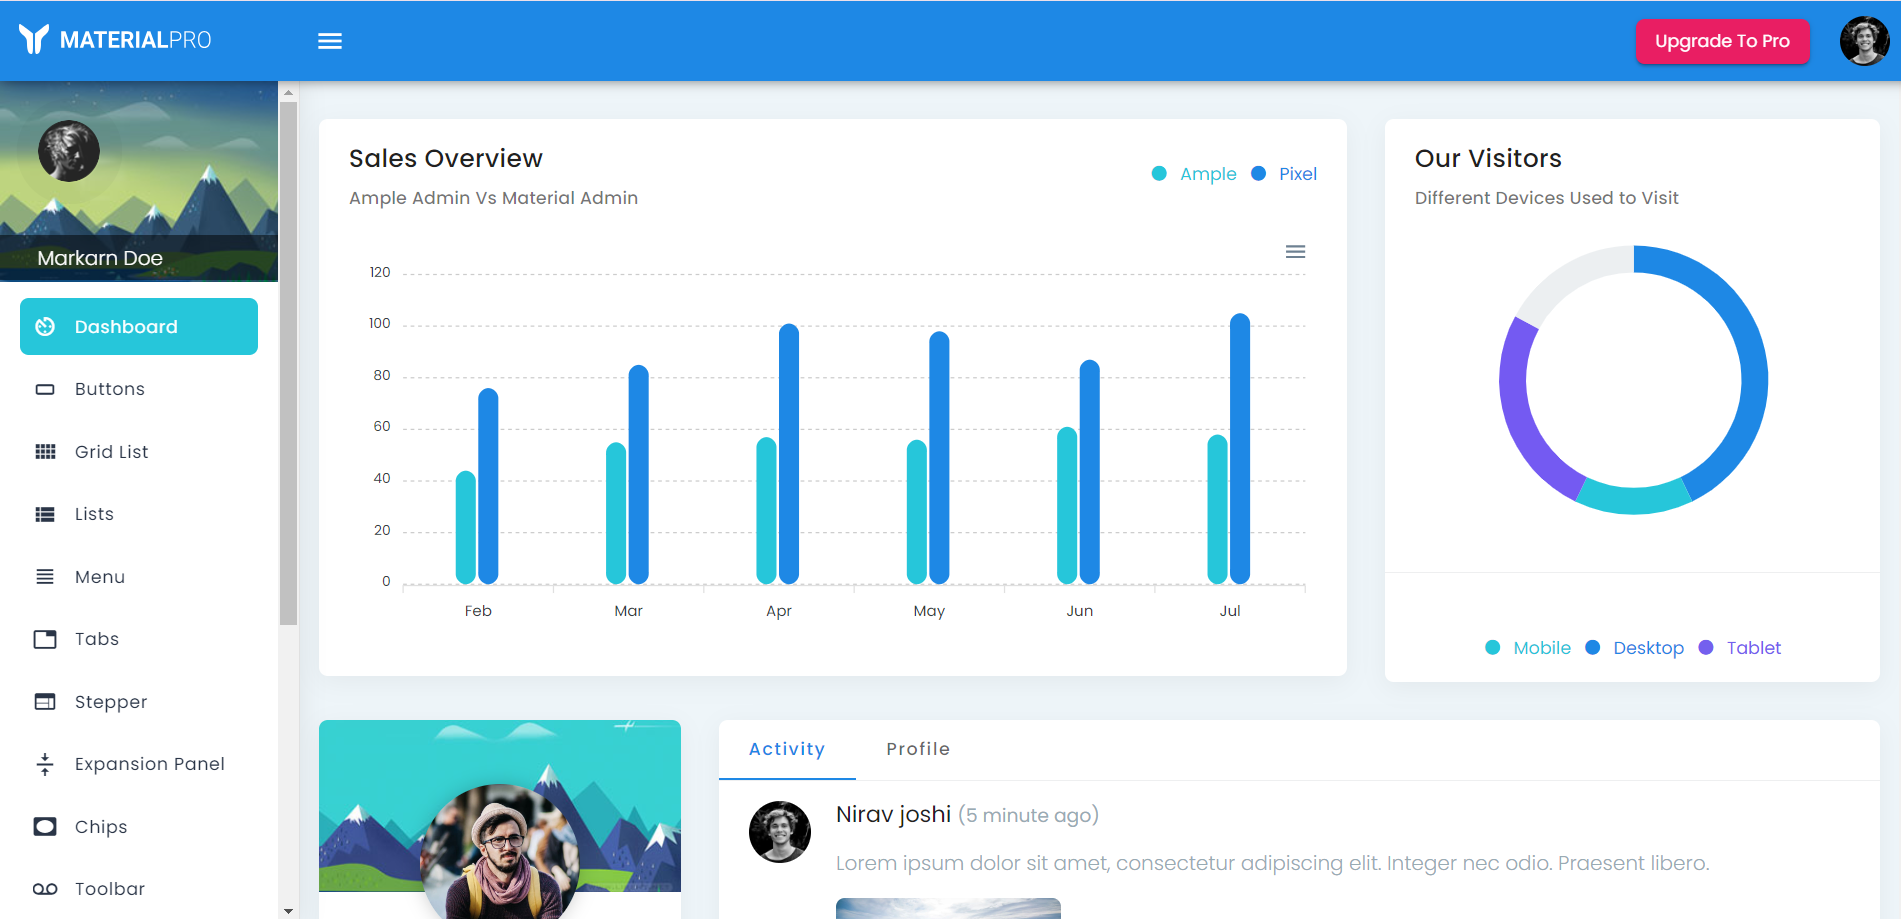 MATERIALPRO
Upgrade To Pro
Markarn Doe
Dashboard
Buttons
Grid List
Lists
Menu
Tabs
Stepper
Expansion Panel
Chips
Toolbar
Sales Overview
Ample Admin Vs Material Admin
Ample Pixel
120
100
80
60
40
20
0
Feb Mar Apr May Jun Jul
Our Visitors
Different Devices Used to Visit
Mobile Desktop Tablet
Activity Profile
Nirav joshi (5 minute ago)
Lorem ipsum dolor sit amet, consectetur adipiscing elit. Integer nec odio. Praesent libero.